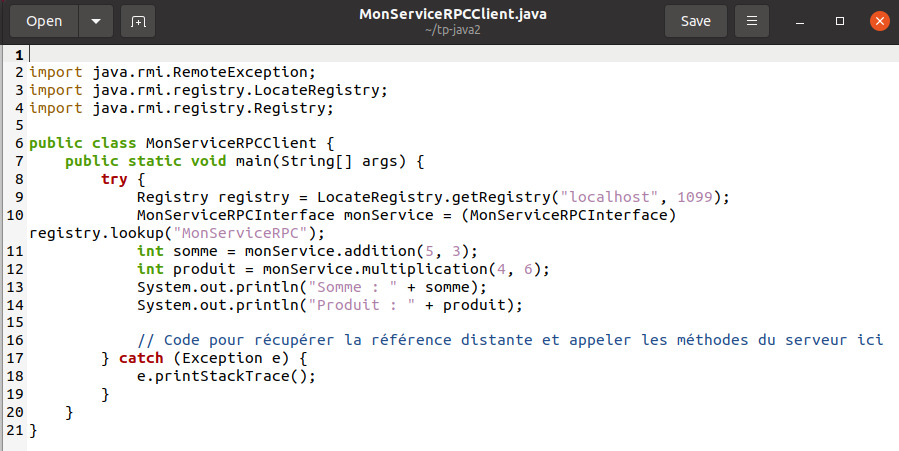 Open
MonServiceRPCClient.java
~/tp-java2
Save
1
2 import java.rmi.RemoteException;
3 import java.rmi.registry.LocateRegistry;
4 import java.rmi.registry.Registry;
5
6 public class MonServiceRPCClient {
7     public static void main(String[] args) {
8         try {
9             Registry registry = LocateRegistry.getRegistry("localhost", 1099);
10             MonServiceRPCInterface monService = (MonServiceRPCInterface)
registry.lookup("MonServiceRPC");
11             int somme = monService.addition(5, 3);
12             int produit = monService.multiplication(4, 6);
13             System.out.println("Somme : " + somme);
14             System.out.println("Produit : " + produit);
15
16             // Code pour récupérer la référence distante et appeler les méthodes du serveur ici
17         } catch (Exception e) {
18             e.printStackTrace();
19         }
20     }
21 }